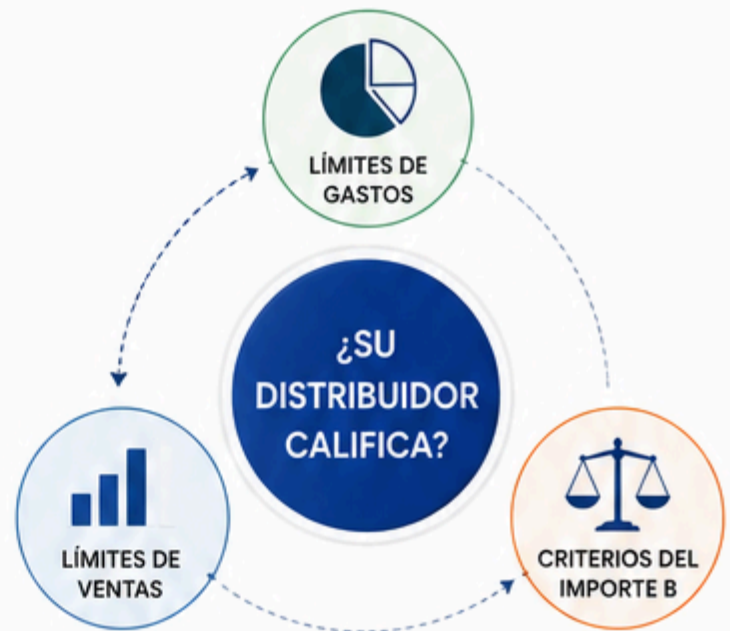 LÍMITES DE
GASTOS
¿SU
DISTRIBUIDOR
CALIFICA?
LÍMITES DE
VENTAS
CRITERIOS DEL
IMPORTE B